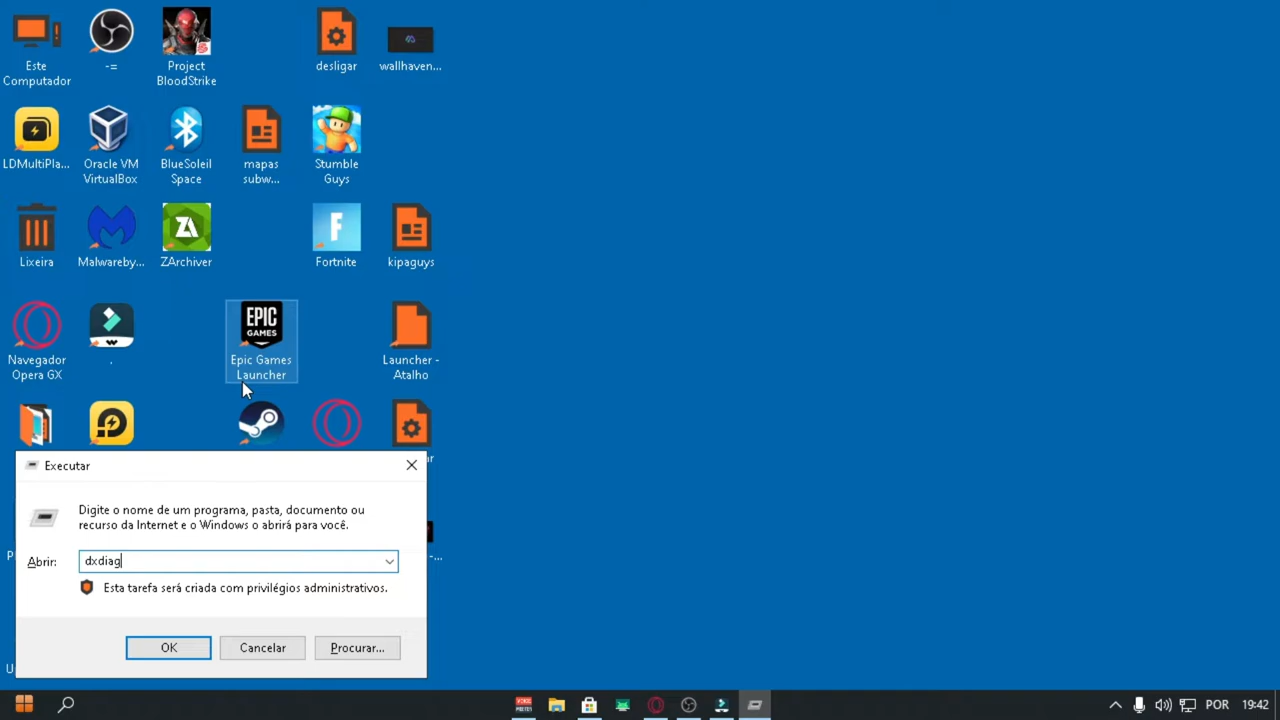 Este
Computador
-=
Project
BloodStrike
desligar
wallhaven...
LDMultiPla...
Oracle VM
VirtualBox
BlueSoleil
Space
mapas
subw...
Stumble
Guys
Lixeira
Malwareby...
ZArchiver
Fortnite
kipaguys
Navegador
Opera GX
.
EPIC
GAMES
Epic Games
Launcher
Launcher -
Atalho
Executar
Digite o nome de um programa, pasta, documento ou
recurso da Internet e o Windows o abrirá para você.
Abrir:
dxdiag
Esta tarefa será criada com privilégios administrativos.
OK
Cancelar
Procurar...
POR
19:42